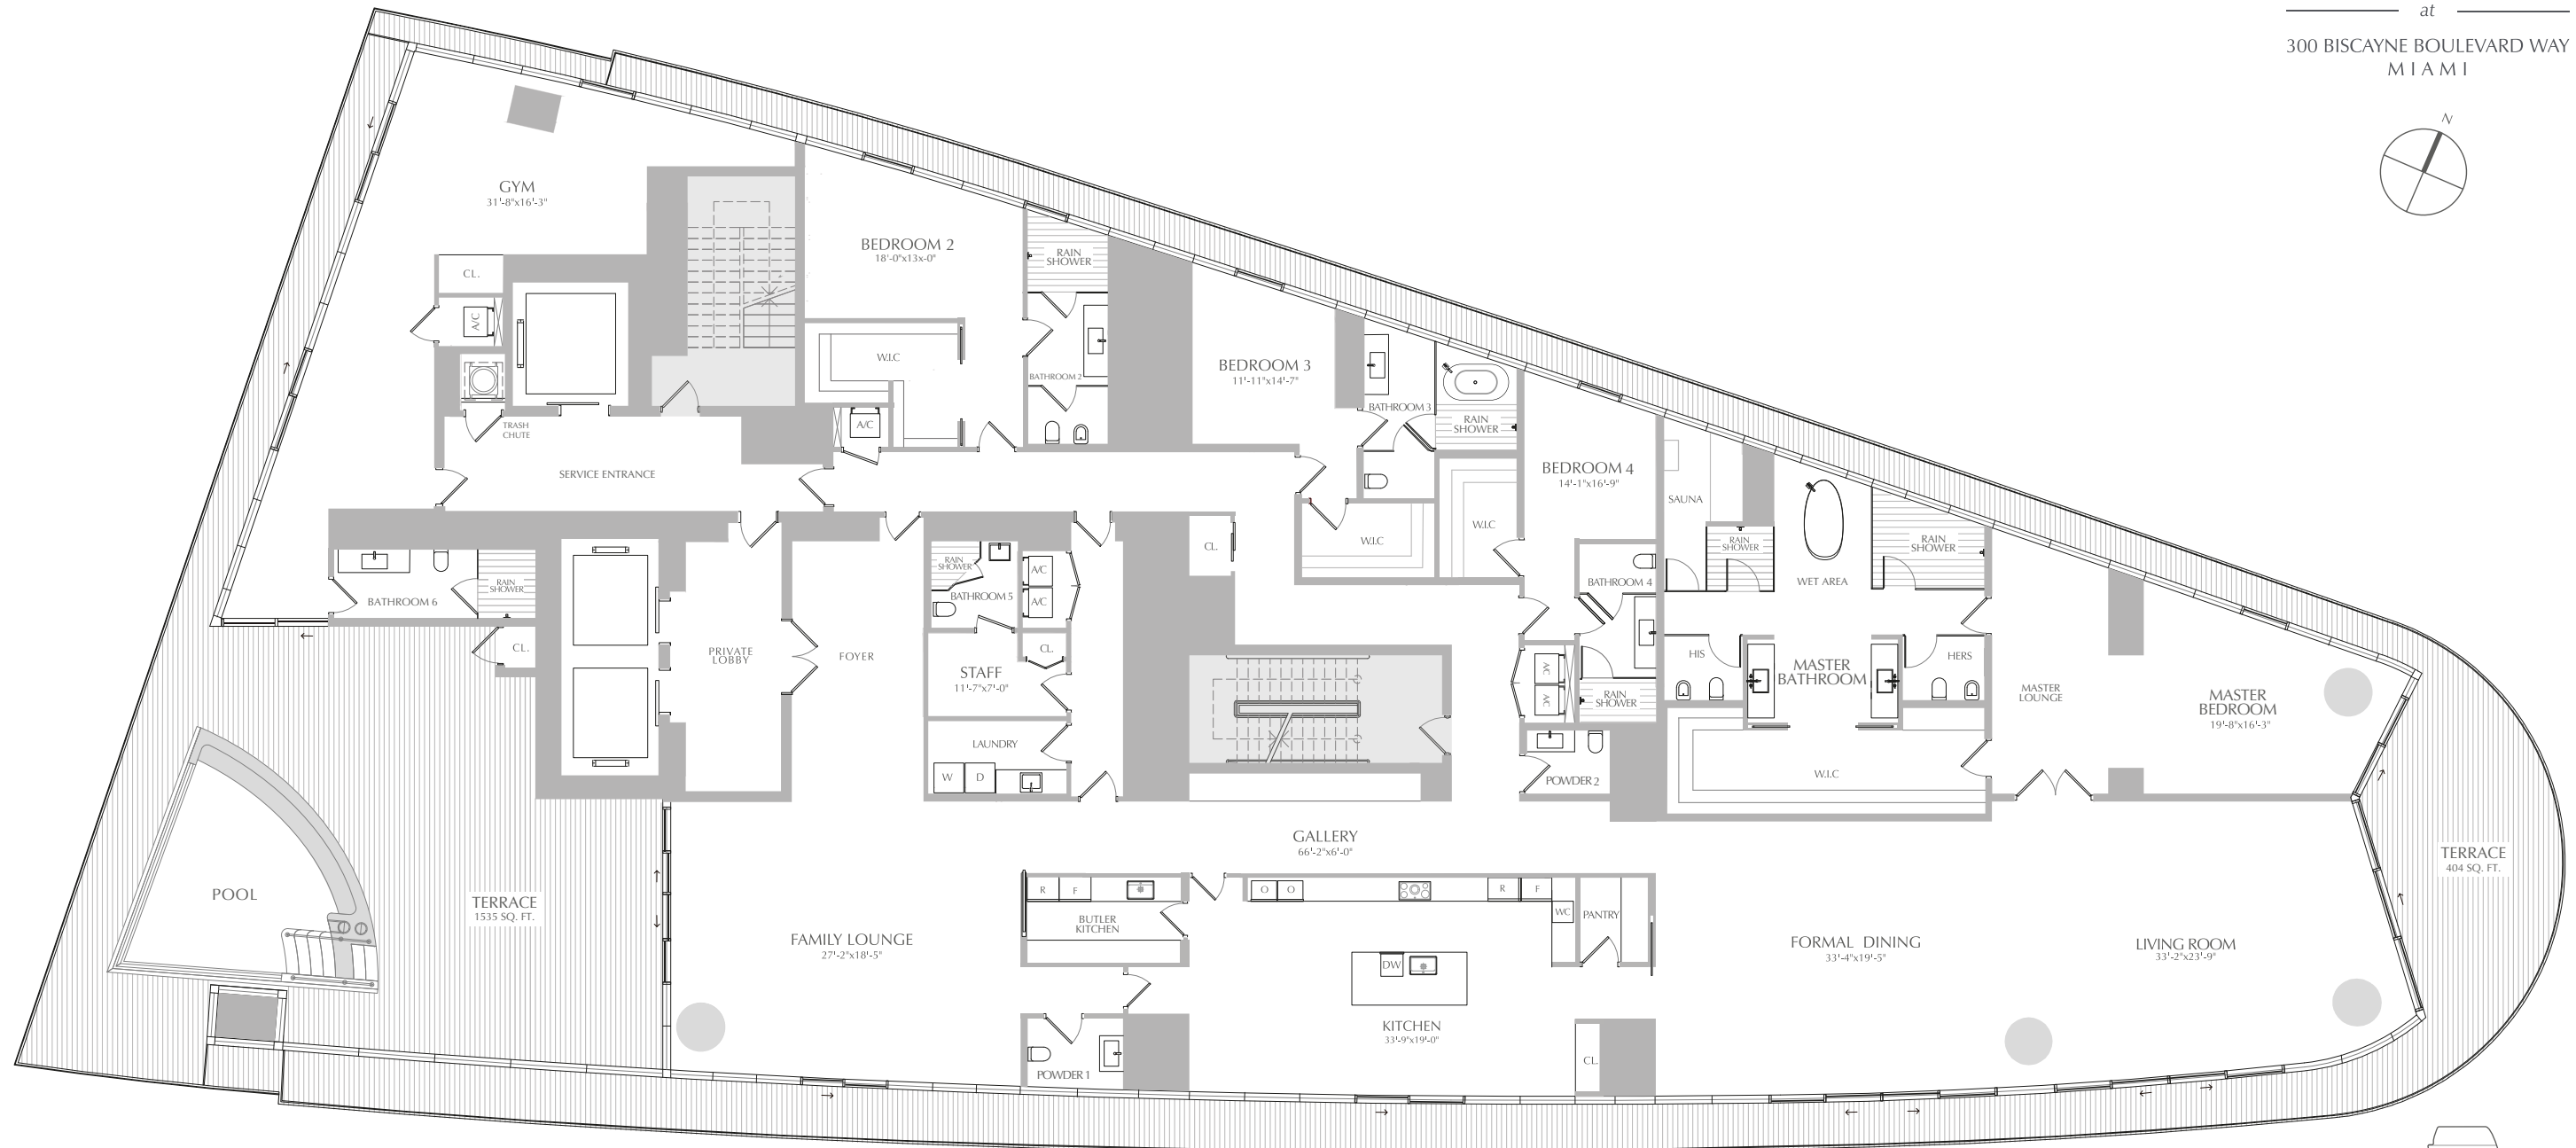 at
300 BISCAYNE BOULEVARD WAY
MIAMI
N
GYM
31'-8"x16'-3"
CL.
A/C
TRASH
CHUTE
SERVICE ENTRANCE
BEDROOM 2
18'-0"x13x-0"
W.I.C
A/C
RAIN
SHOWER
BATHROOM 2
BEDROOM 3
11'-11"x14'-7"
BATHROOM 3
RAIN
SHOWER
W.I.C
W.I.C
CL.
BEDROOM 4
14'-1"x16'-9"
BATHROOM 4
RAIN
SHOWER
A/C
A/C
POWDER 2
SAUNA
RAIN
SHOWER
WET AREA
RAIN
SHOWER
HIS
MASTER
BATHROOM
HERS
W.I.C
MASTER
LOUNGE
MASTER
BEDROOM
19'-8"x16'-3"
BATHROOM 6
RAIN
SHOWER
CL.
PRIVATE
LOBBY
FOYER
RAIN
SHOWER
BATHROOM 5
A/C
A/C
CL.
STAFF
11'-7"x7'-0"
LAUNDRY
W
D
GALLERY
66'-2"x6'-0"
POOL
TERRACE
1535 SQ. FT.
FAMILY LOUNGE
27'-2"x18'-5"
R
F
BUTLER
KITCHEN
POWDER 1
O
O
R
F
WC
PANTRY
DW
KITCHEN
33'-9"x19'-0"
CL.
FORMAL DINING
33'-4"x19'-5"
LIVING ROOM
33'-2"x23'-9"
TERRACE
404 SQ. FT.